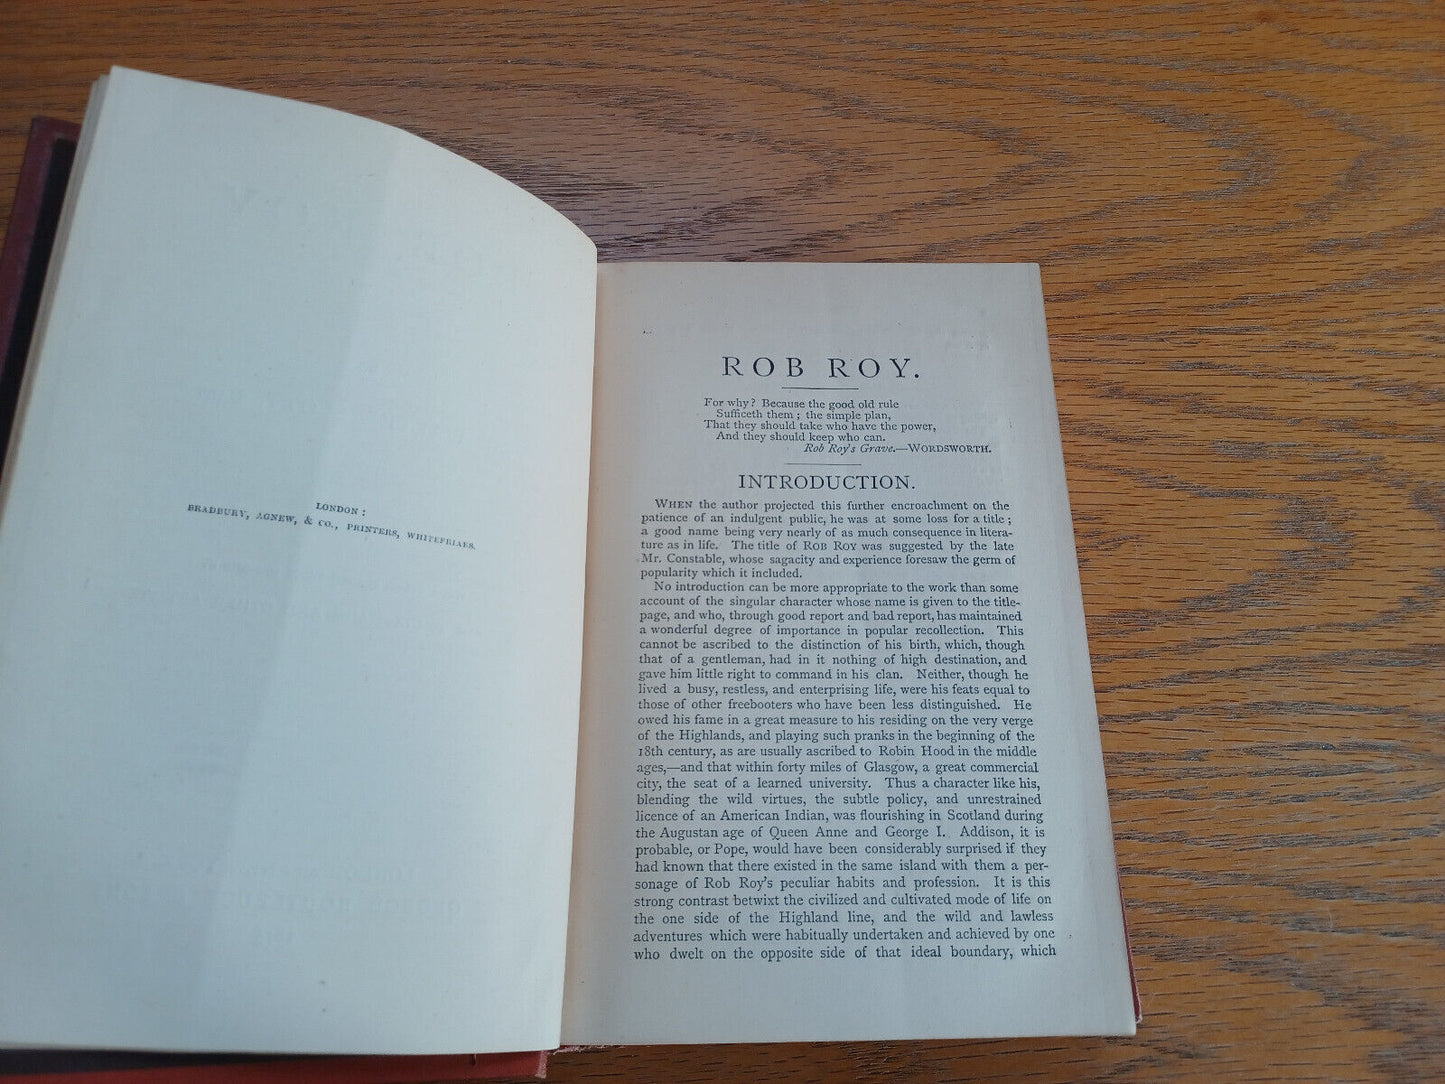 LONDON :
BRADBURY, AGNEW, & CO., PRINTERS, WHITEFRIARS.
ROB ROY.
For why? Because the good old rule
Sufficeth them; the simple plan,
That they should take who have the power,
And they should keep who can.
Rob Roy's Grave.—WORDSWORTH.
INTRODUCTION.
WHEN the author projected this further encroachment on the
patience of an indulgent public, he was at some loss for a title;
a good name being very nearly of as much consequence in litera-
ture as in life. The title of ROB ROY was suggested by the late
Mr. Constable, whose sagacity and experience foresaw the germ of
popularity which it included.
No introduction can be more appropriate to the work than some
account of the singular character whose name is given to the title-
page, and who, through good report and bad report, has maintained
a wonderful degree of importance in popular recollection. This
cannot be ascribed to the distinction of his birth, which, though
that of a gentleman, had in it nothing of high destination, and
gave him little right to command in his clan. Neither, though he
lived a busy, restless, and enterprising life, were his feats equal to
those of other freebooters who have been less distinguished. He
owed his fame in a great measure to his residing on the very verge
of the Highlands, and playing such pranks in the beginning of the
18th century, as are usually ascribed to Robin Hood in the middle
ages,—and that within forty miles of Glasgow, a great commercial
city, the seat of a learned university. Thus a character like his,
blending the wild virtues, the subtle policy, and unrestrained
licence of an American Indian, was flourishing in Scotland during
the Augustan age of Queen Anne and George I. Addison, it is
probable, or Pope, would have been considerably surprised if they
had known that there existed in the same island with them a per-
sonage of Rob Roy's peculiar habits and profession. It is this
strong contrast betwixt the civilized and cultivated mode of life on
the one side of the Highland line, and the wild and lawless
adventures which were habitually undertaken and achieved by one
who dwelt on the opposite side of that ideal boundary, which